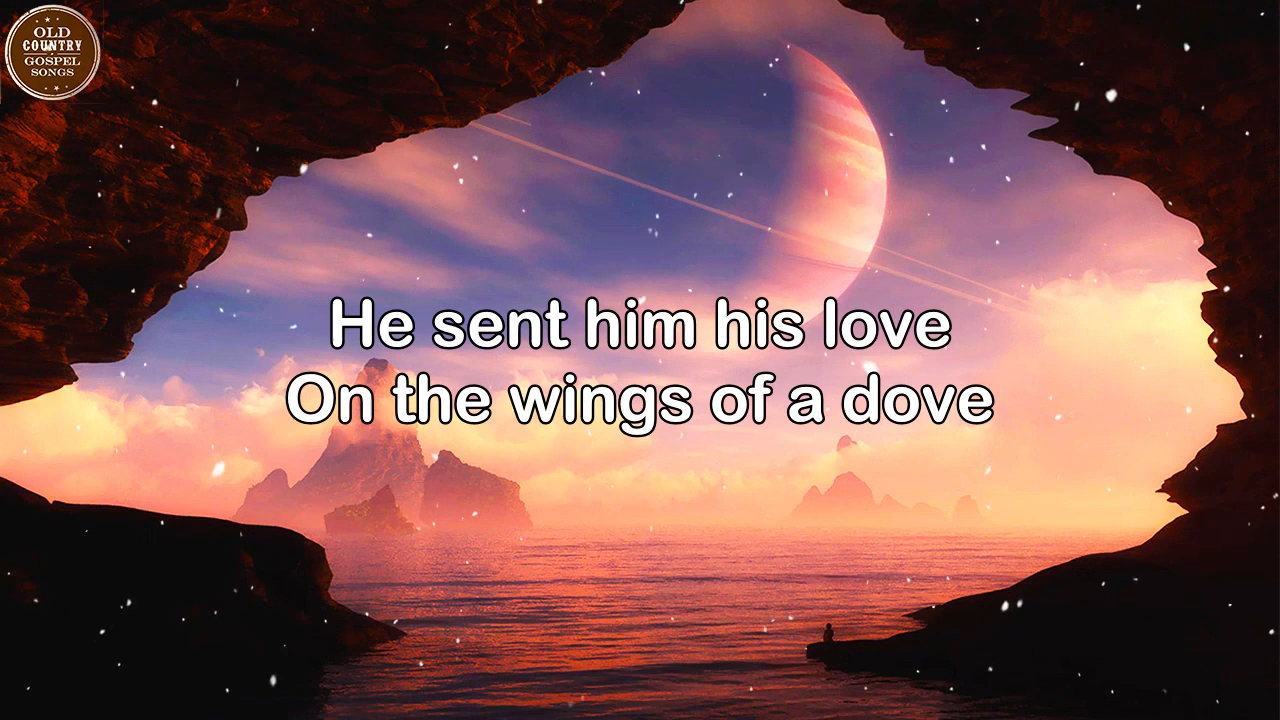 OLD
COUNTRY
GOSPEL
SONGS
He sent him his love
On the wings of a dove